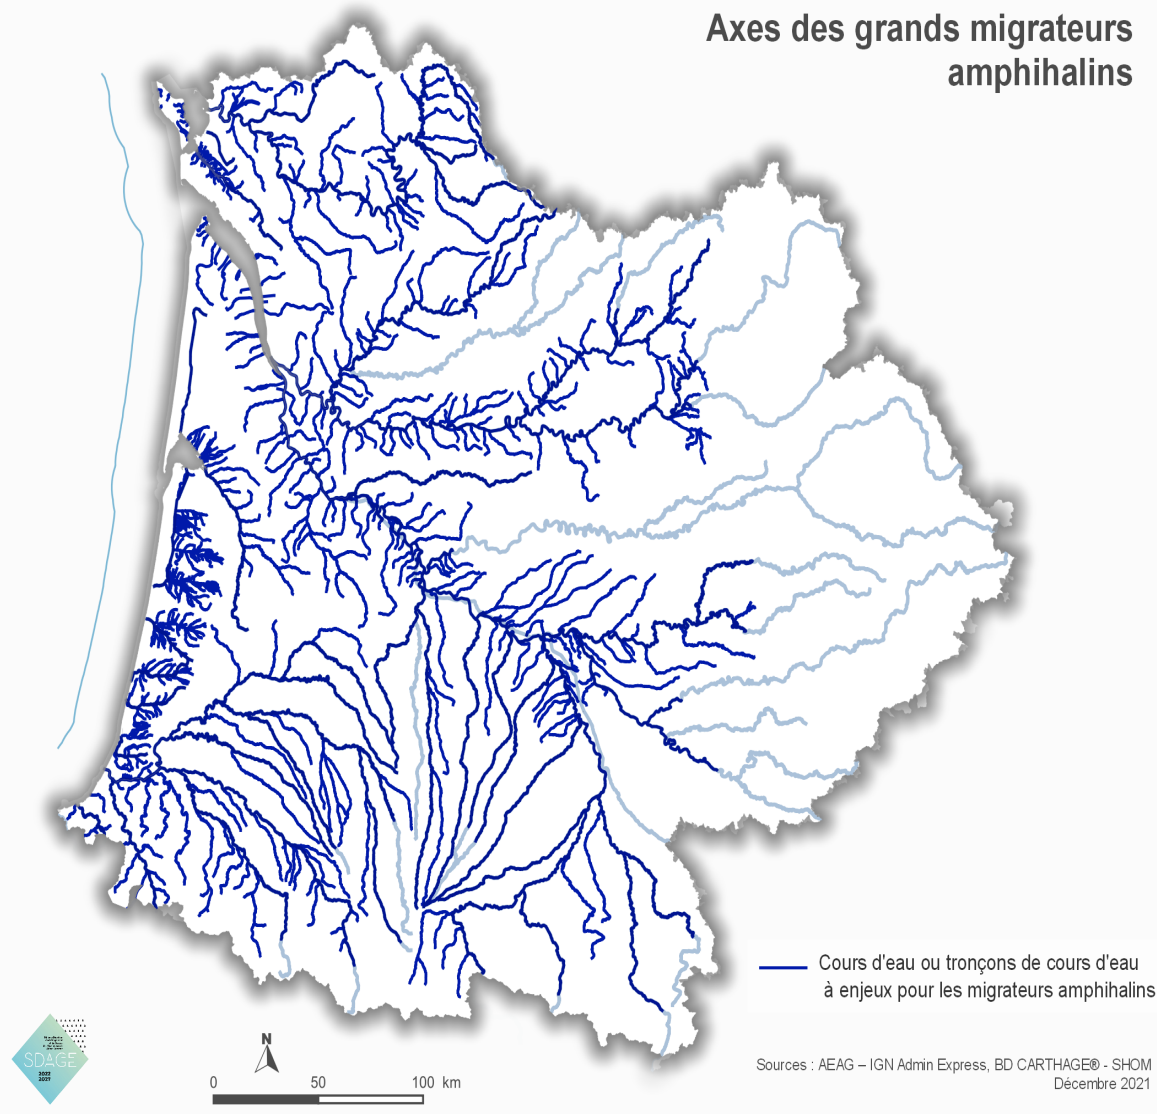 Axes des grands migrateurs
amphihalins
Cours d'eau ou tronçons de cours d'eau
à enjeux pour les migrateurs amphihalins
SDAGE
2022
2027
N
0 50 100 km
Sources : AEAG – IGN Admin Express, BD CARTHAGE® - SHOM
Décembre 2021